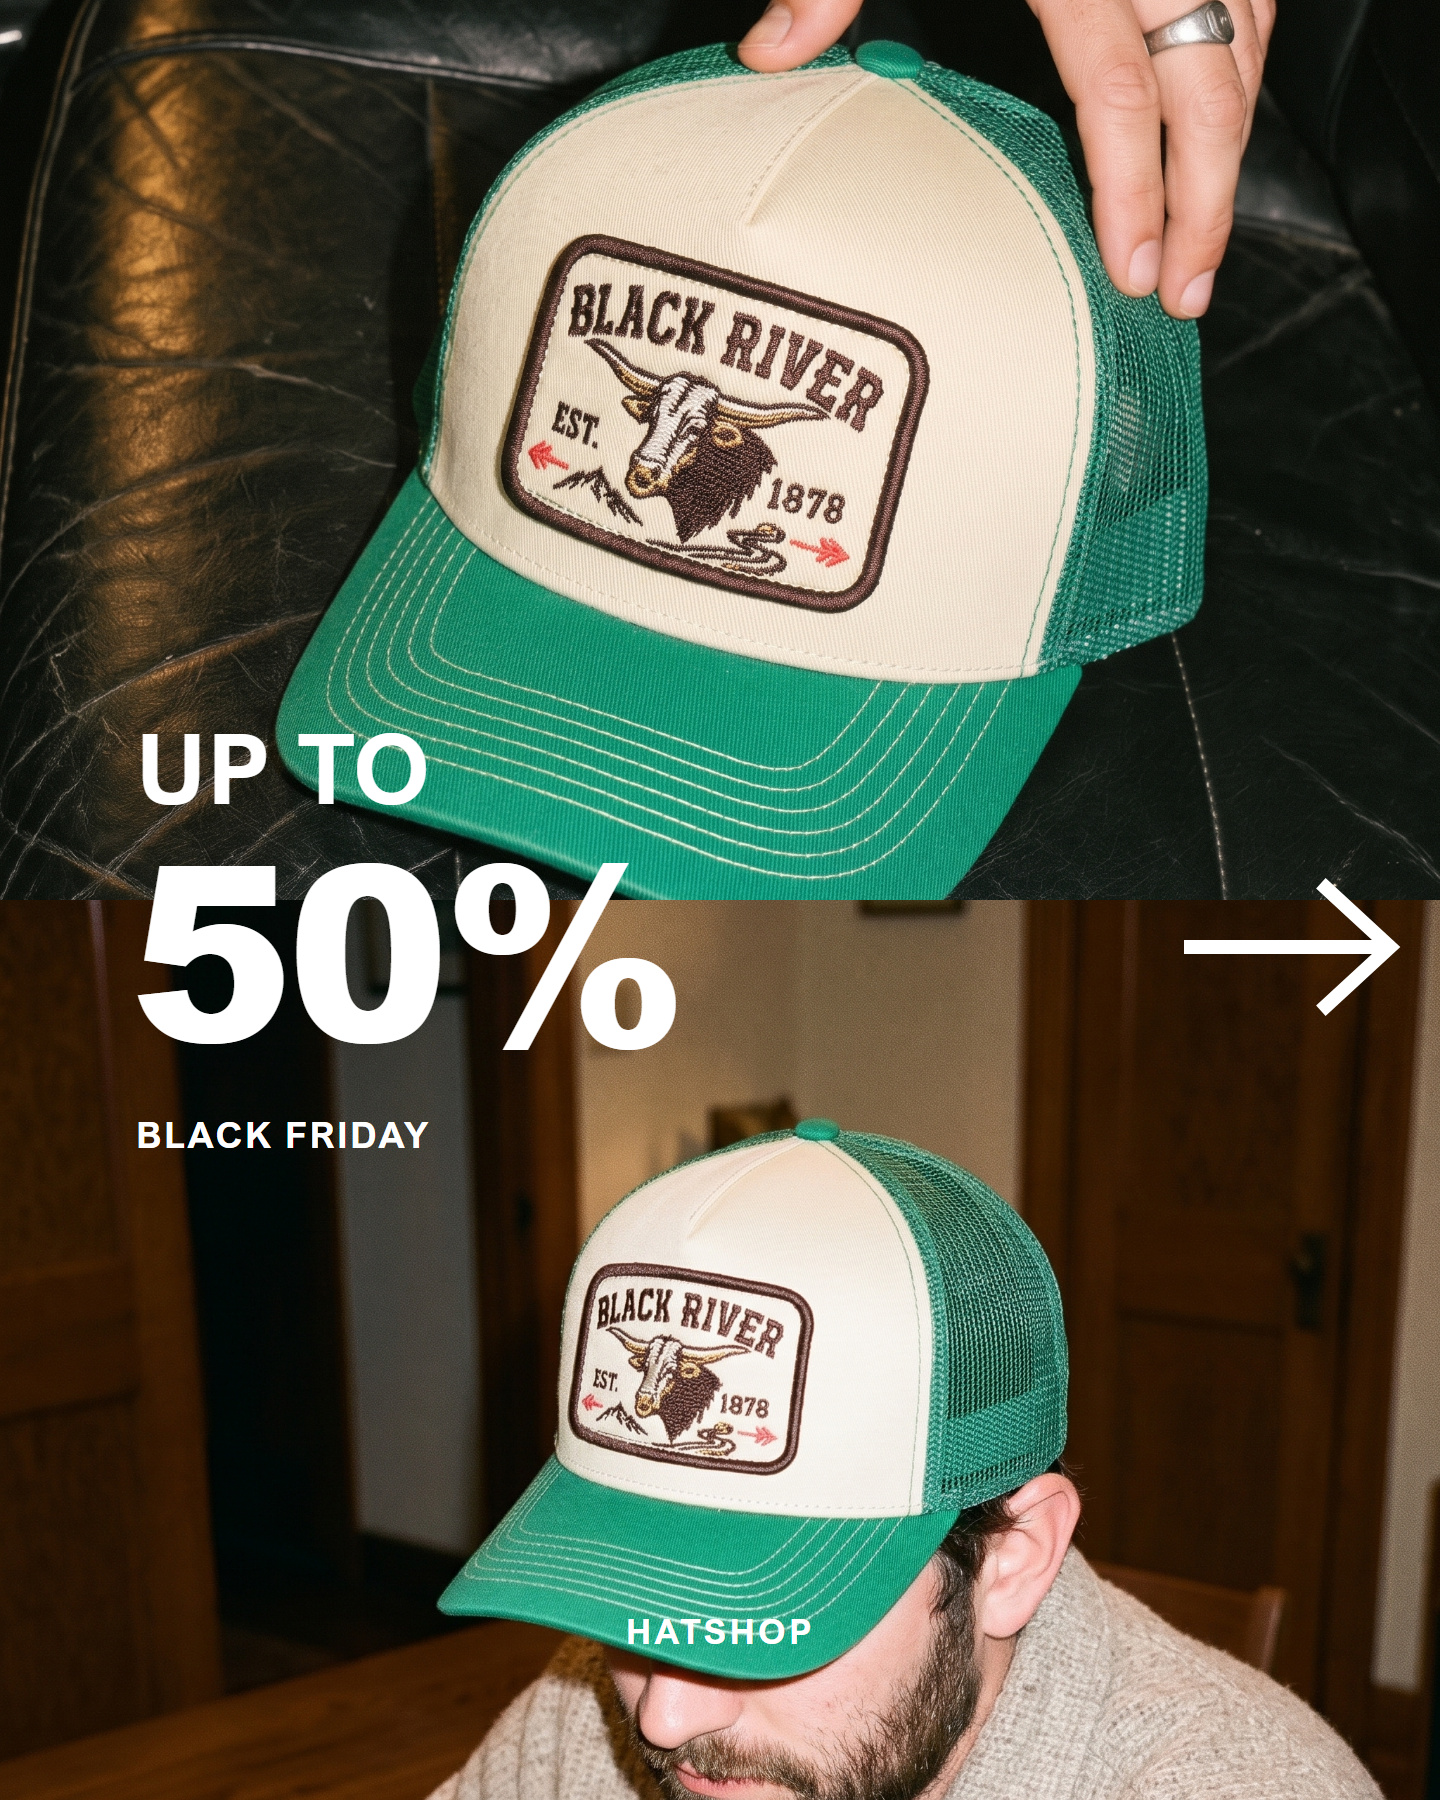 BLACK RIVER
EST.
1878
UP TO
50%
BLACK FRIDAY
BLACK RIVER
EST.
1878
HATSHOP